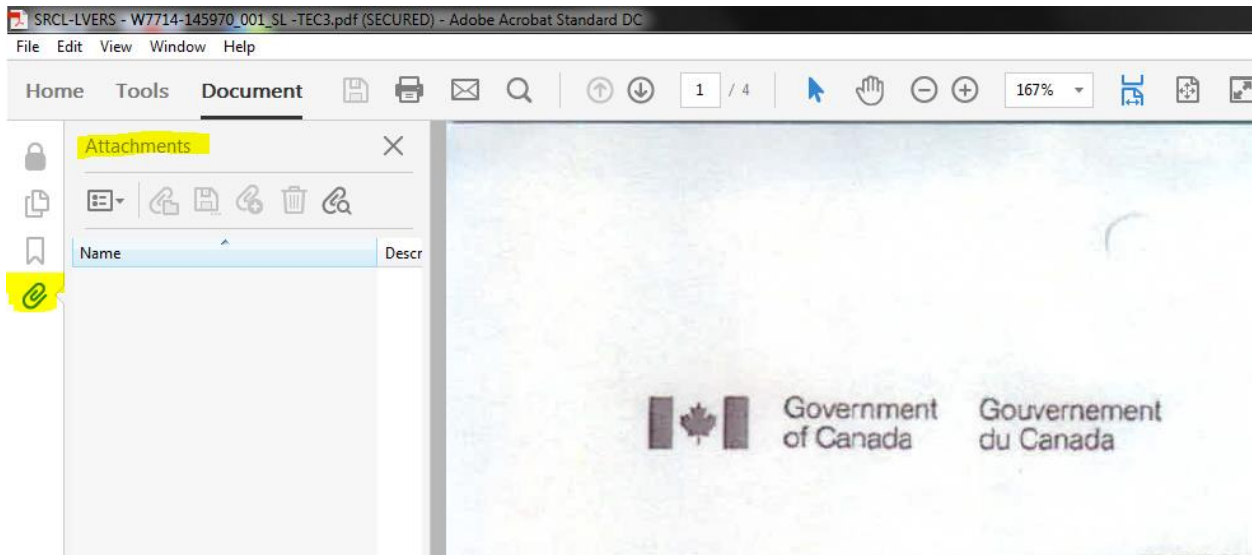 SRCL-LVERS - W7714-145970_001_SL -TEC3.pdf (SECURED) - Adobe Acrobat Standard DC
File Edit View Window Help
Home Tools Document 1 / 4 167%
Attachments
Name Descr
Government Gouvernement
of Canada du Canada